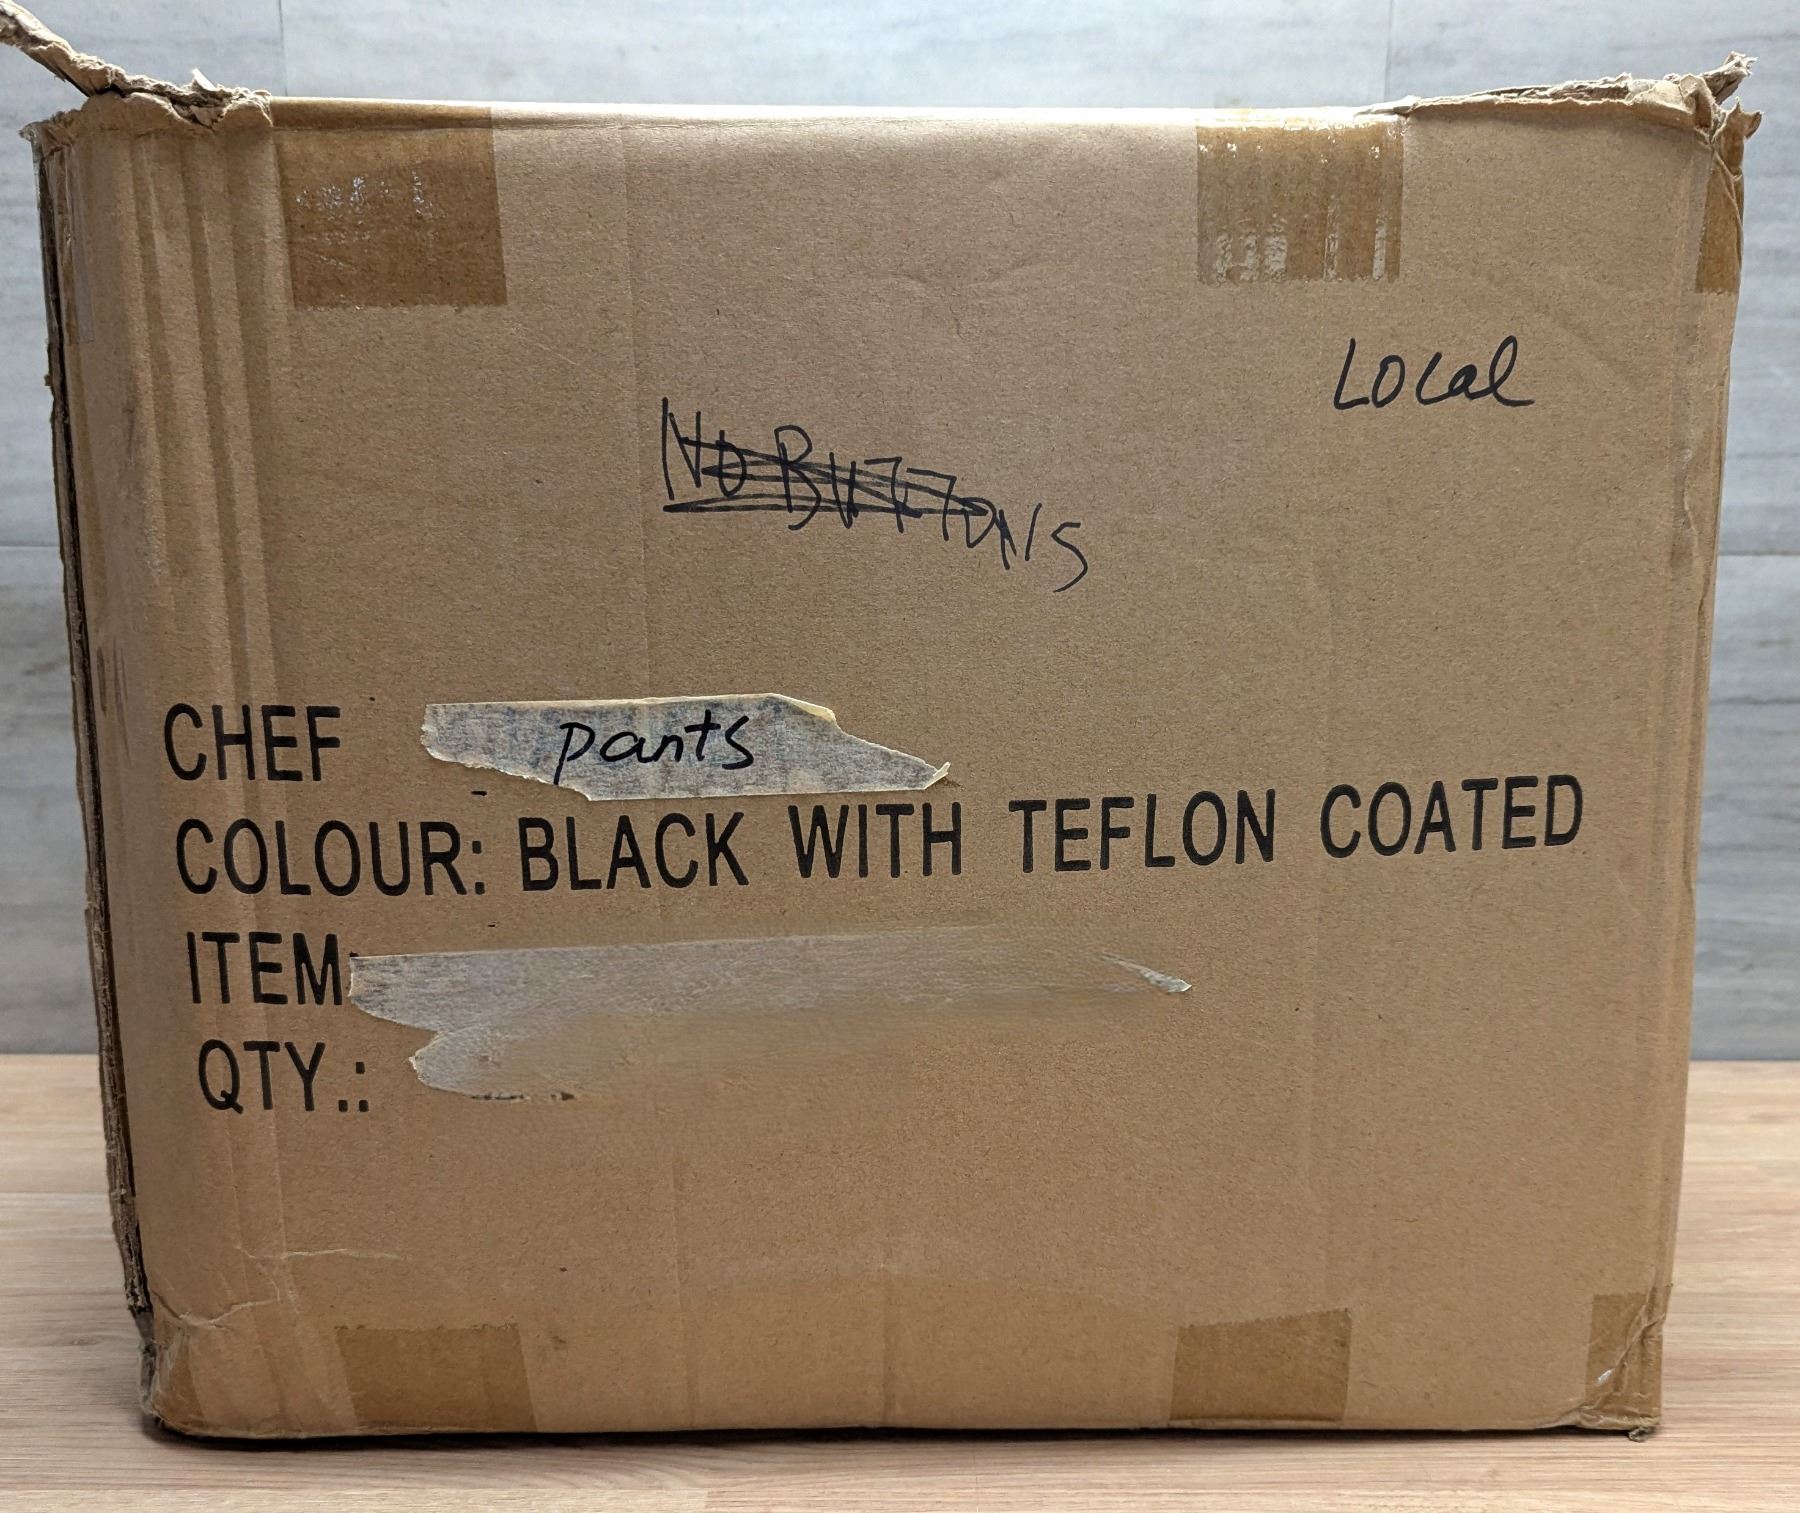 Local
NO BUTTONS
CHEF pants
COLOUR: BLACK WITH TEFLON COATED
ITEM
QTY.: